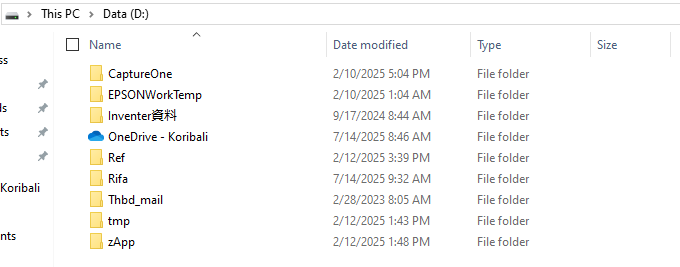 This PC > Data (D:)
Name Date modified Type Size
CaptureOne 2/10/2025 5:04 PM File folder
EPSONWorkTemp 2/10/2025 1:04 AM File folder
Inventer資料 9/17/2024 8:44 AM File folder
OneDrive - Koribali 7/14/2025 8:46 AM File folder
Ref 2/12/2025 3:39 PM File folder
Rifa 7/14/2025 9:32 AM File folder
Koribali
Thbd_mail 2/28/2023 8:05 AM File folder
tmp 2/12/2025 1:43 PM File folder
zApp 2/12/2025 1:48 PM File folder